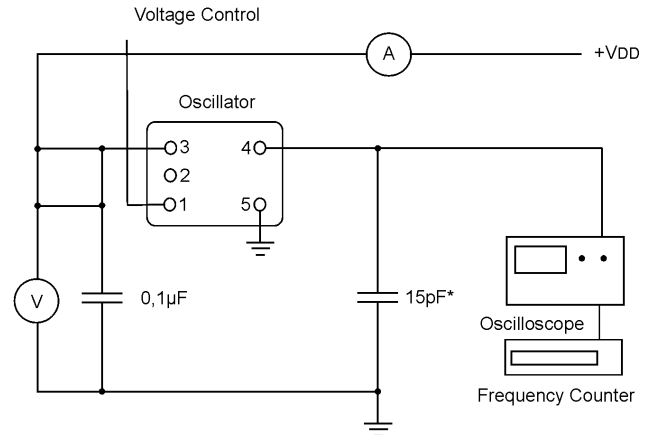 Voltage Control
A
+VDD
Oscillator
3
4
2
1
5
V
0,1µF
15pF*
Oscilloscope
Frequency Counter